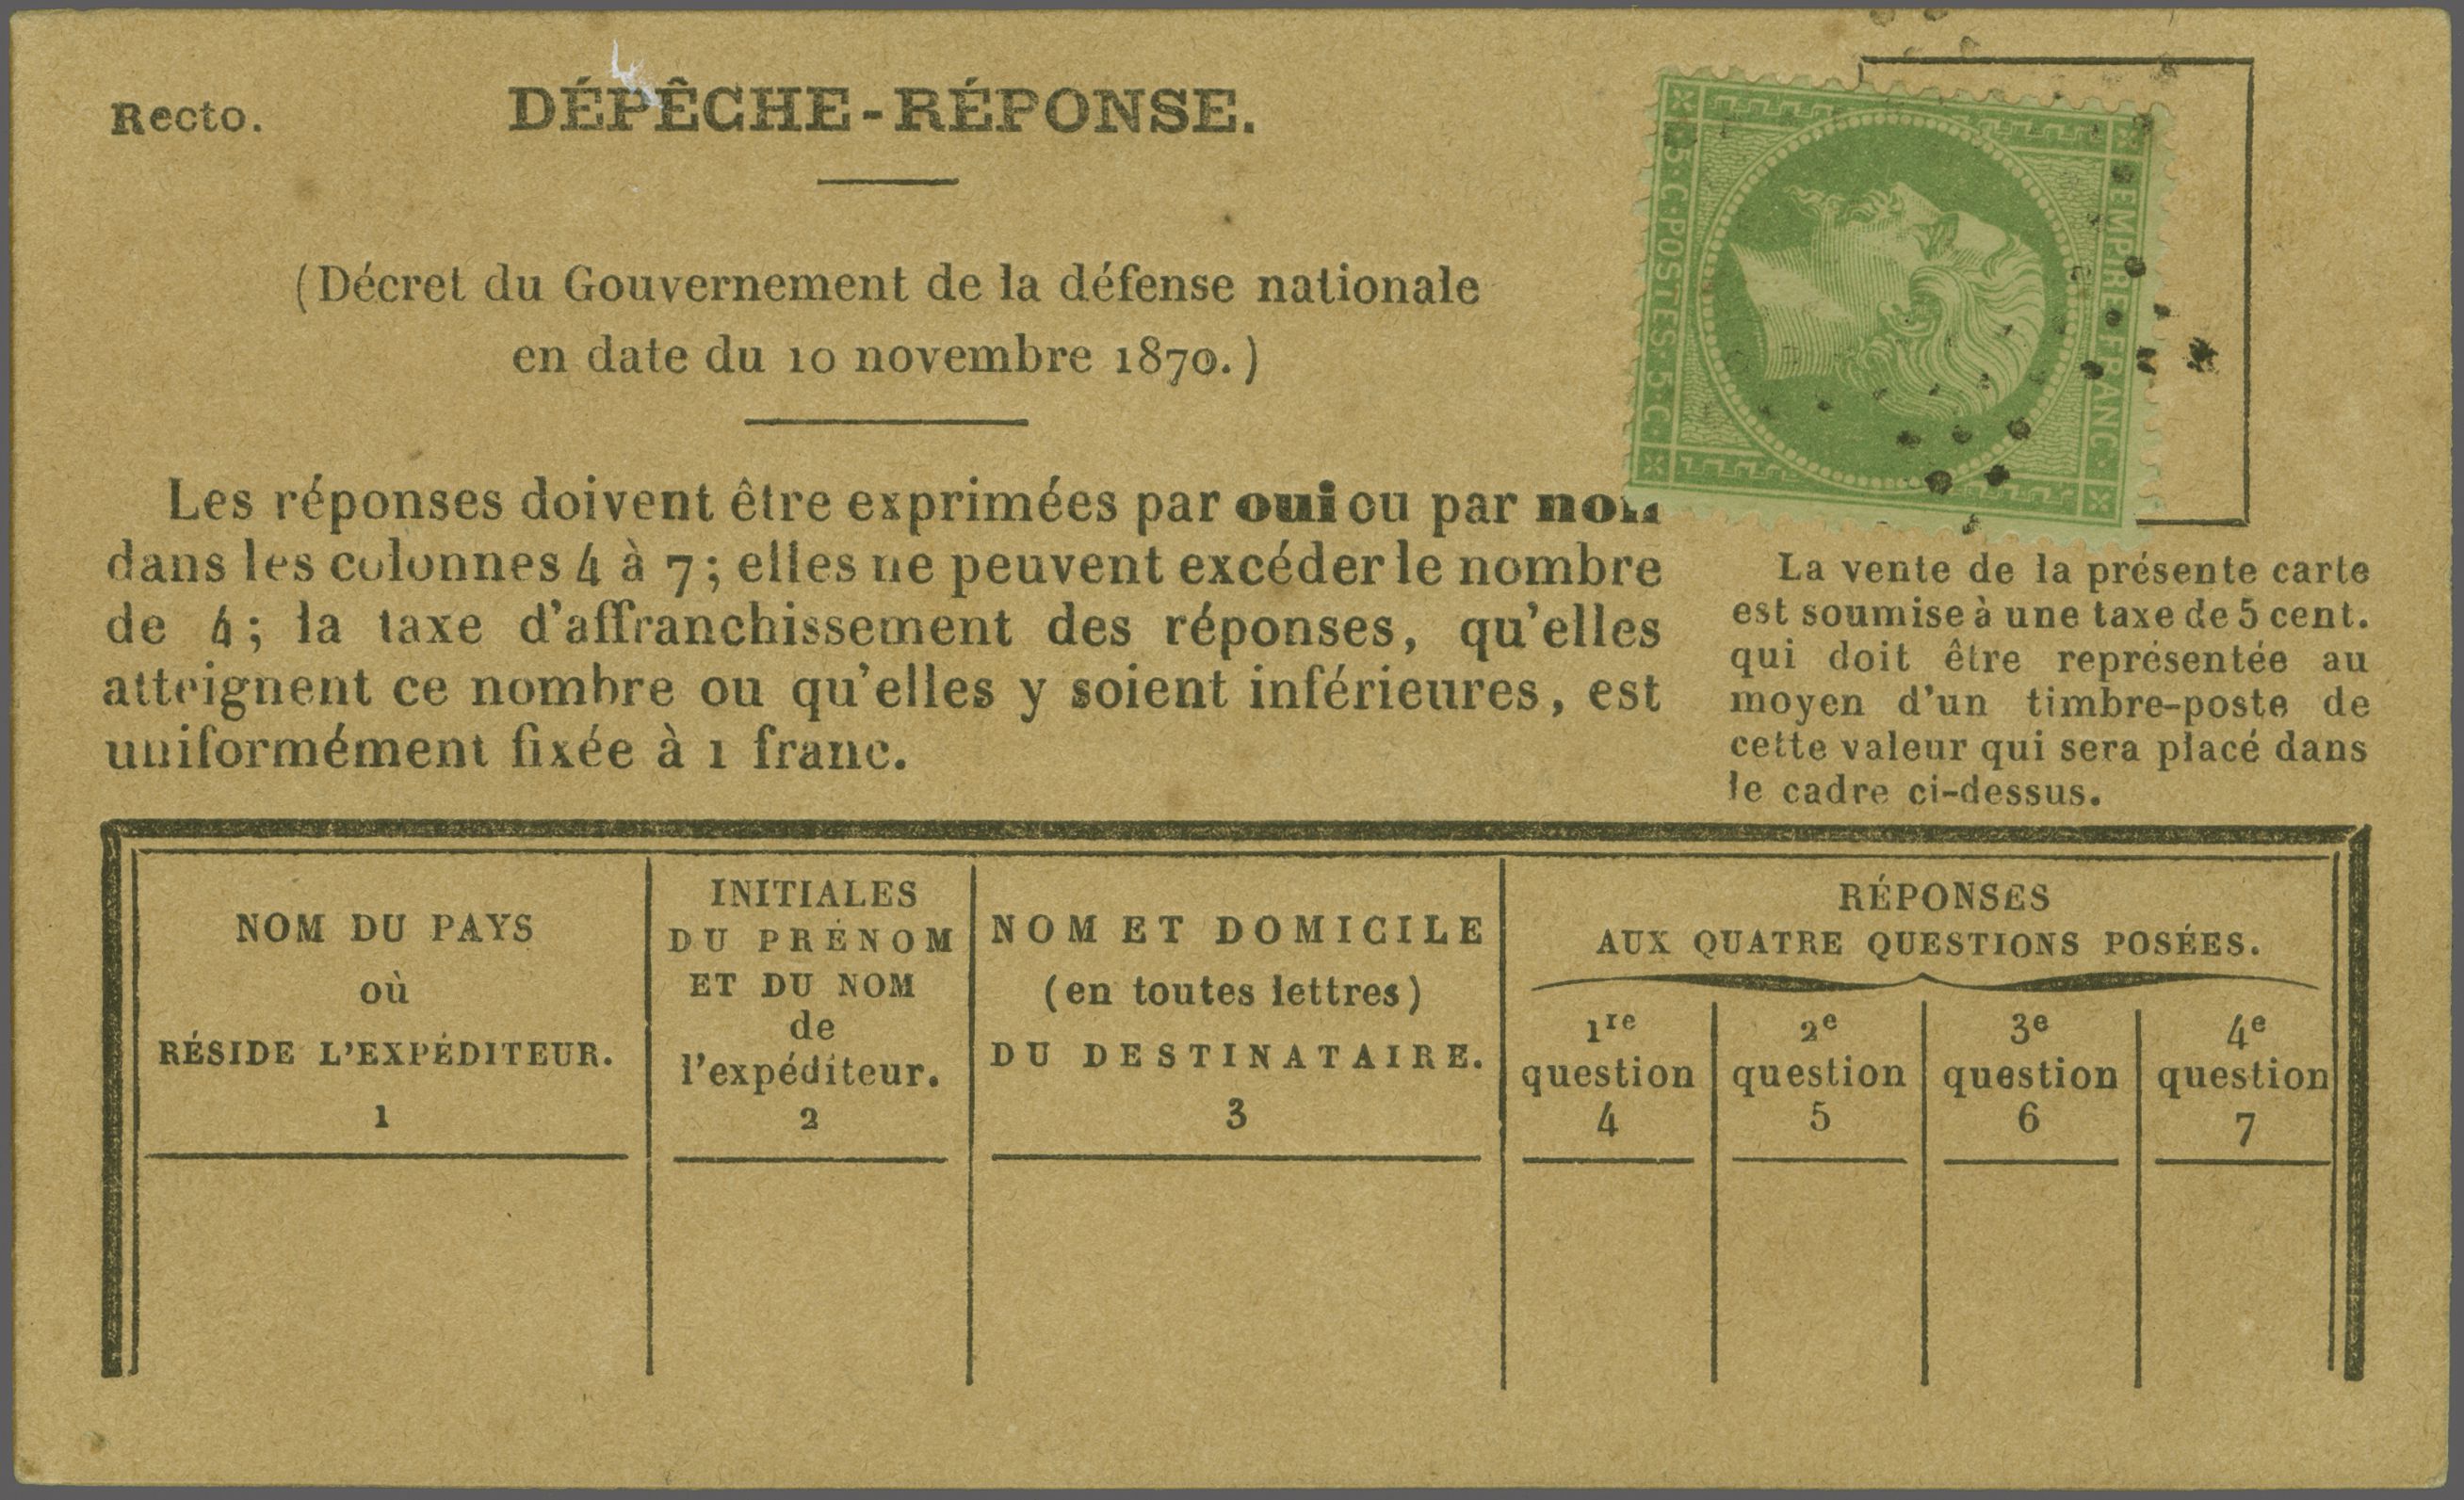 Recto.
DÉPÊCHE-RÉPONSE.
(Décret du Gouvernement de la défense nationale
en date du 10 novembre 1870.)
Les réponses doivent être exprimées par oui ou par non
dans les colonnes 4 à 7; elles ne peuvent excéder le nombre
de 4; la taxe d'affranchissement des réponses, qu'elles
atteignent ce nombre ou qu'elles y soient inférieures, est
uniformément fixée à 1 franc.
5·C·POSTES·5·C·
EMPIRE·FRANC·
La vente de la présente carte
est soumise à une taxe de 5 cent.
qui doit être représentée au
moyen d'un timbre-poste de
cette valeur qui sera placé dans
le cadre ci-dessus.
NOM DU PAYS
où
RÉSIDE L'EXPÉDITEUR.
1
INITIALES
DU PRÉNOM
ET DU NOM
de
l'expéditeur.
2
NOM ET DOMICILE
(en toutes lettres)
DU DESTINATAIRE.
3
RÉPONSES
AUX QUATRE QUESTIONS POSÉES.
1re
question
4
2e
question
5
3e
question
6
4e
question
7